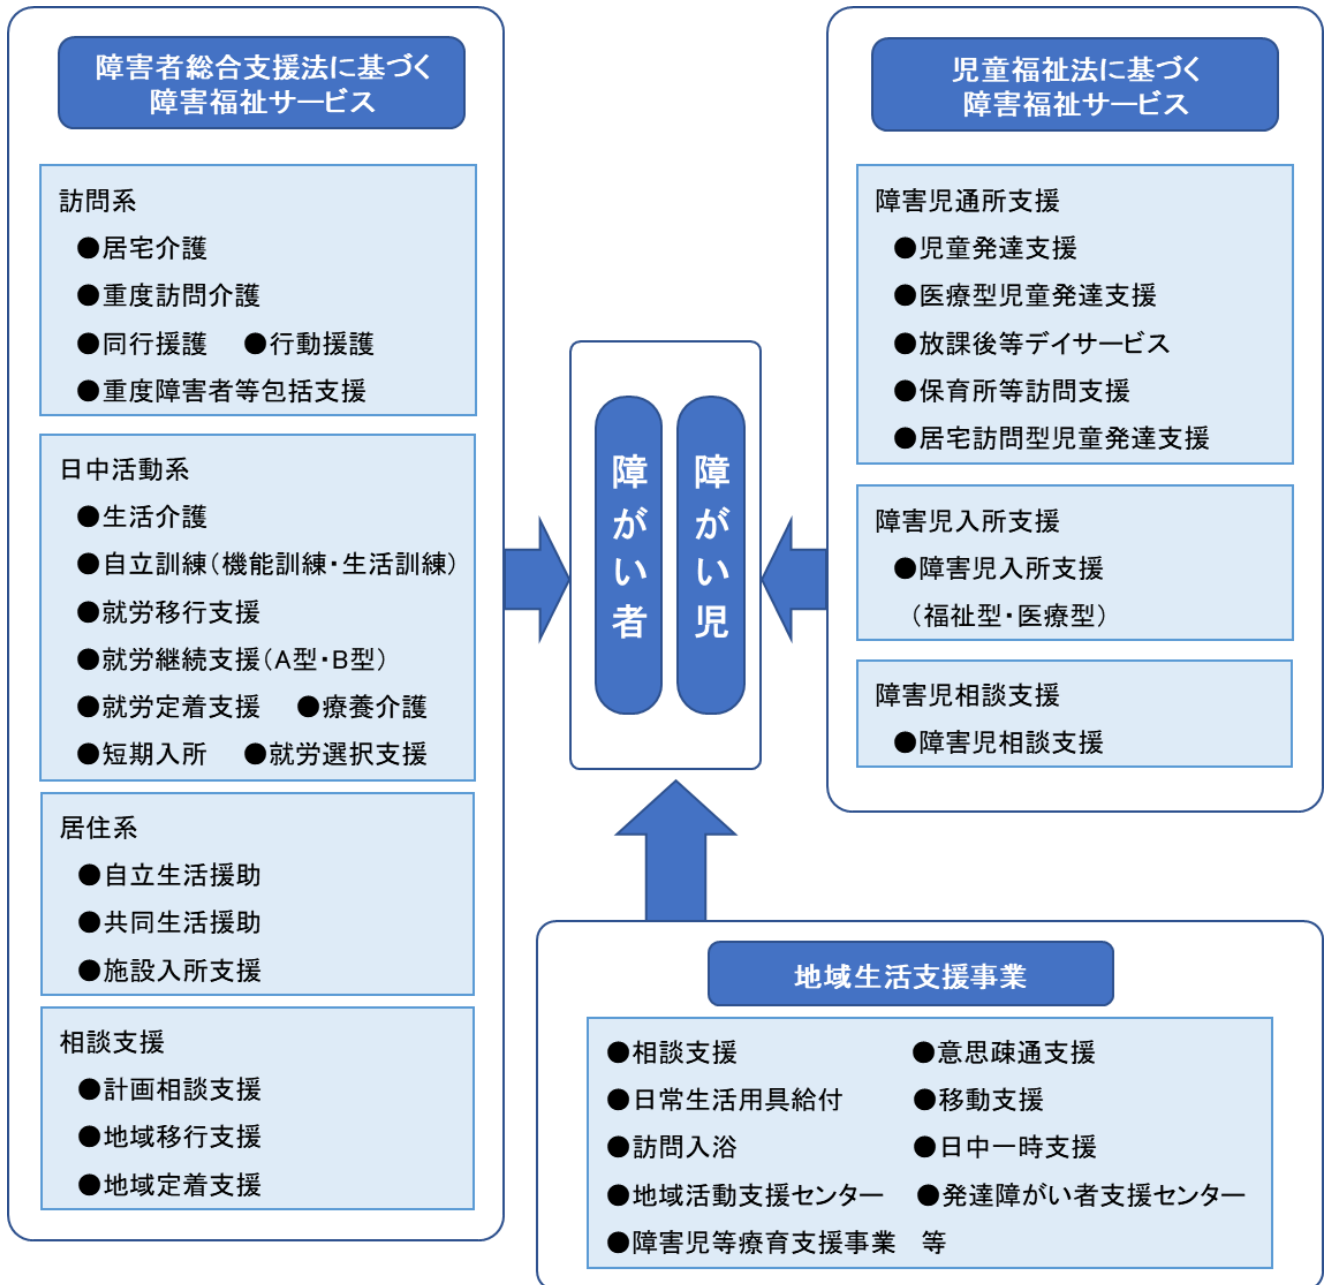 障害者総合支援法に基づく
障害福祉サービス
訪問系
●居宅介護
●重度訪問介護
●同行援護　●行動援護
●重度障害者等包括支援
日中活動系
●生活介護
●自立訓練（機能訓練・生活訓練）
●就労移行支援
●就労継続支援（A型・B型）
●就労定着支援　●療養介護
●短期入所　●就労選択支援
居住系
●自立生活援助
●共同生活援助
●施設入所支援
相談支援
●計画相談支援
●地域移行支援
●地域定着支援
障がい者
障がい児
児童福祉法に基づく
障害福祉サービス
障害児通所支援
●児童発達支援
●医療型児童発達支援
●放課後等デイサービス
●保育所等訪問支援
●居宅訪問型児童発達支援
障害児入所支援
●障害児入所支援
（福祉型・医療型）
障害児相談支援
●障害児相談支援
地域生活支援事業
●相談支援　●意思疎通支援
●日常生活用具給付　●移動支援
●訪問入浴　●日中一時支援
●地域活動支援センター　●発達障がい者支援センター
●障害児等療育支援事業　等